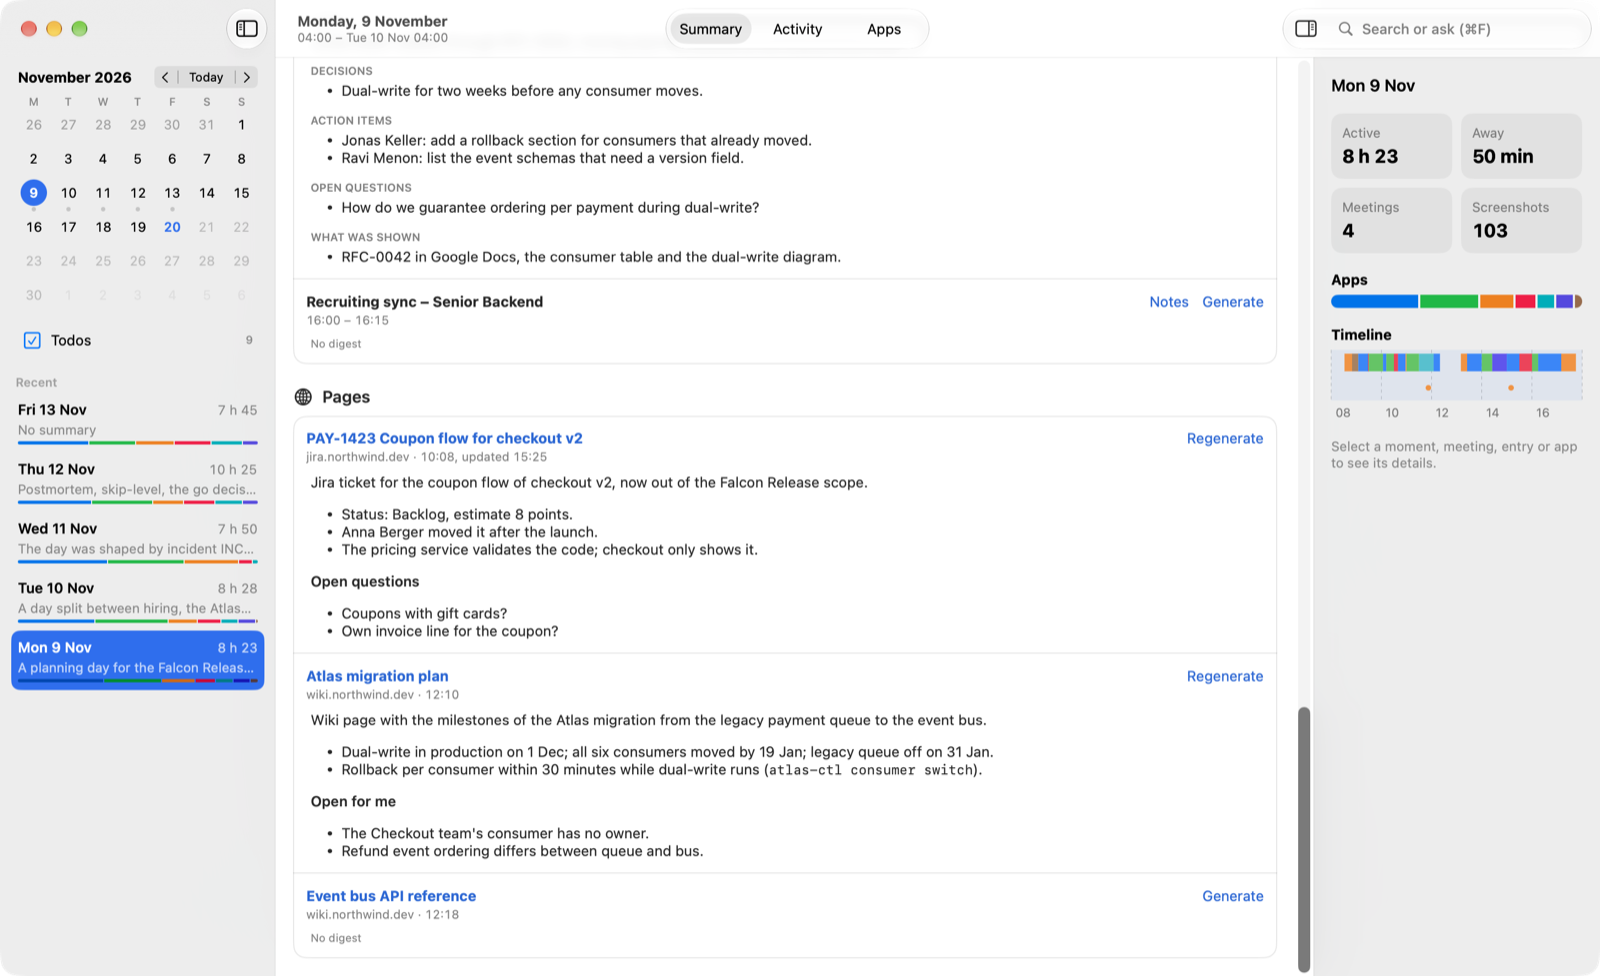 Monday, 9 November
04:00 – Tue 10 Nov 04:00
Summary
Activity
Apps
Search or ask (⌘F)
November 2026
Today
M T W T F S S
26 27 28 29 30 31 1
2 3 4 5 6 7 8
9 10 11 12 13 14 15
16 17 18 19 20 21 22
23 24 25 26 27 28 29
30 1 2 3 4 5 6
Todos 9
Recent
Fri 13 Nov 7 h 45
No summary
Thu 12 Nov 10 h 25
Postmortem, skip-level, the go decis...
Wed 11 Nov 7 h 50
The day was shaped by incident INC...
Tue 10 Nov 8 h 28
A day split between hiring, the Atlas...
Mon 9 Nov 8 h 23
A planning day for the Falcon Releas...
DECISIONS
• Dual-write for two weeks before any consumer moves.
ACTION ITEMS
• Jonas Keller: add a rollback section for consumers that already moved.
• Ravi Menon: list the event schemas that need a version field.
OPEN QUESTIONS
• How do we guarantee ordering per payment during dual-write?
WHAT WAS SHOWN
• RFC-0042 in Google Docs, the consumer table and the dual-write diagram.
Recruiting sync – Senior Backend Notes Generate
16:00 – 16:15
No digest
Pages
PAY-1423 Coupon flow for checkout v2 Regenerate
jira.northwind.dev · 10:08, updated 15:25
Jira ticket for the coupon flow of checkout v2, now out of the Falcon Release scope.
• Status: Backlog, estimate 8 points.
• Anna Berger moved it after the launch.
• The pricing service validates the code; checkout only shows it.
Open questions
• Coupons with gift cards?
• Own invoice line for the coupon?
Atlas migration plan Regenerate
wiki.northwind.dev · 12:10
Wiki page with the milestones of the Atlas migration from the legacy payment queue to the event bus.
• Dual-write in production on 1 Dec; all six consumers moved by 19 Jan; legacy queue off on 31 Jan.
• Rollback per consumer within 30 minutes while dual-write runs (atlas-ctl consumer switch).
Open for me
• The Checkout team's consumer has no owner.
• Refund event ordering differs between queue and bus.
Event bus API reference Generate
wiki.northwind.dev · 12:18
No digest
Mon 9 Nov
Active
8 h 23
Away
50 min
Meetings
4
Screenshots
103
Apps
Timeline
08 10 12 14 16
Select a moment, meeting, entry or app
to see its details.